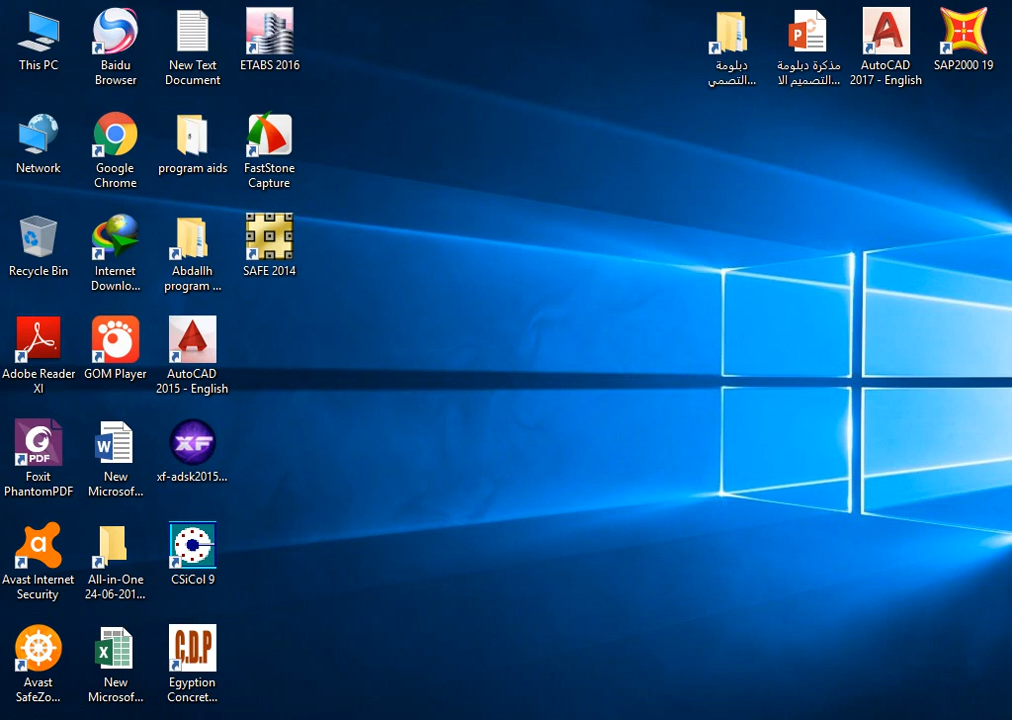 This PC
Baidu
Browser
New Text
Document
ETABS 2016
دبلومة
التصمي...
مذكرة دبلومة
التصميم الا...
AutoCAD
2017 - English
SAP2000 19
Network
Google
Chrome
program aids
FastStone
Capture
Recycle Bin
Internet
Downlo...
Abdallh
program ...
SAFE 2014
Adobe Reader
XI
GOM Player
AutoCAD
2015 - English
PDF
Foxit
PhantomPDF
W
New
Microsof...
XF
xf-adsk2015...
a
Avast Internet
Security
All-in-One
24-06-201...
CSiCol 9
Avast
SafeZo...
X
New
Microsof...
C.D.P
Egyption
Concret...